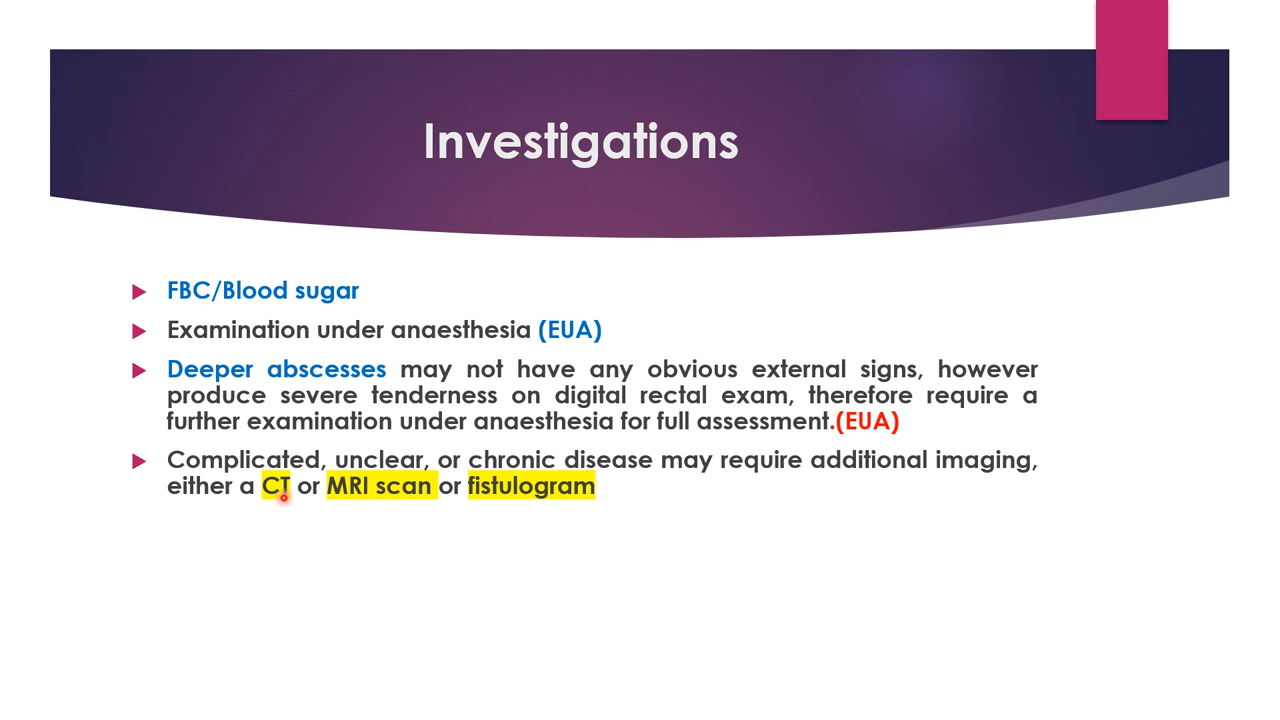 Investigations
FBC/Blood sugar
Examination under anaesthesia (EUA)
Deeper abscesses may not have any obvious external signs, however
produce severe tenderness on digital rectal exam, therefore require a
further examination under anaesthesia for full assessment.(EUA)
Complicated, unclear, or chronic disease may require additional imaging,
either a CT or MRI scan or fistulogram